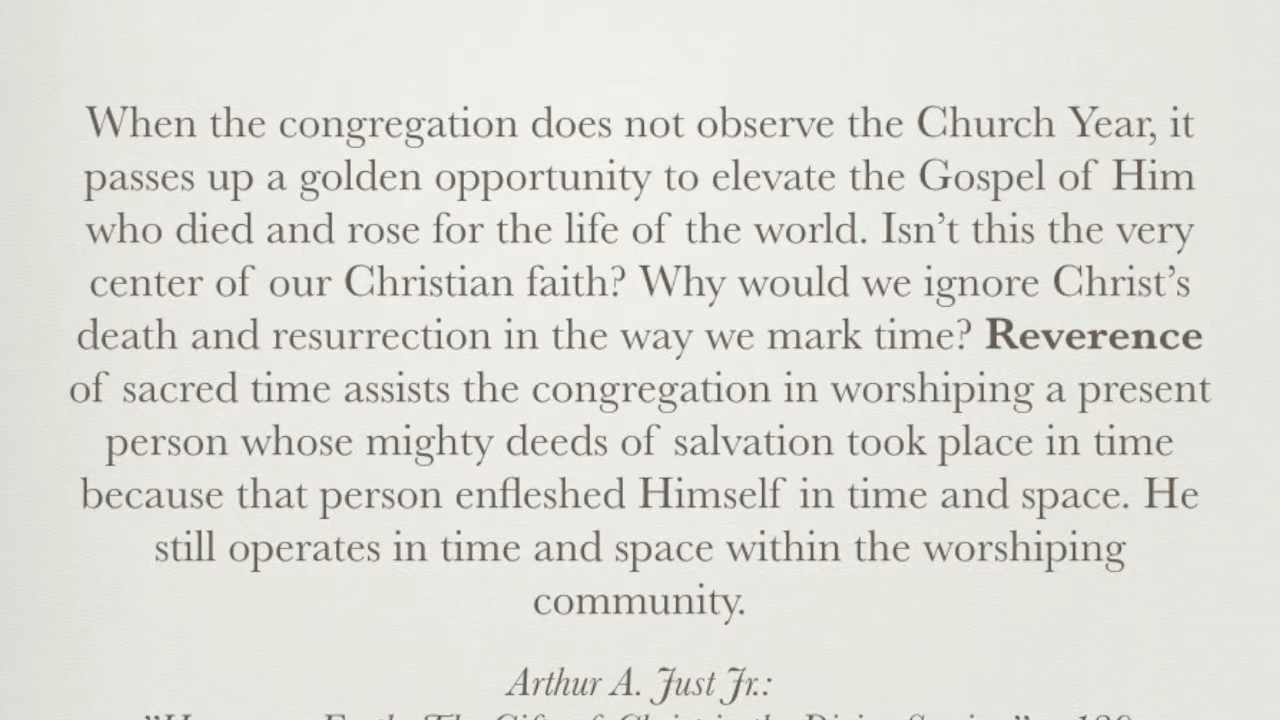 When the congregation does not observe the Church Year, it
passes up a golden opportunity to elevate the Gospel of Him
who died and rose for the life of the world. Isn’t this the very
center of our Christian faith? Why would we ignore Christ’s
death and resurrection in the way we mark time? Reverence
of sacred time assists the congregation in worshiping a present
person whose mighty deeds of salvation took place in time
because that person enfleshed Himself in time and space. He
still operates in time and space within the worshiping
community.
Arthur A. Just Jr.: